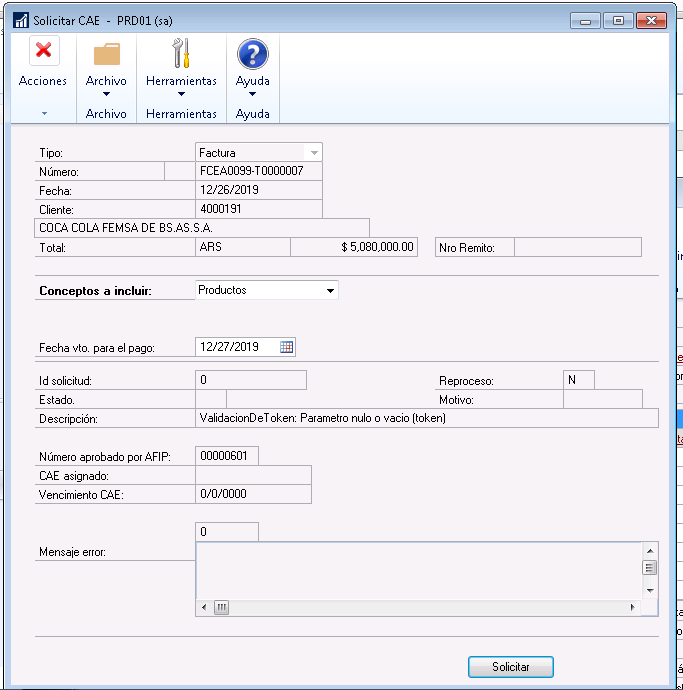 Solicitar CAE - PRD01 (sa)
Acciones Archivo Herramientas Ayuda
Archivo Herramientas Ayuda
Tipo: Factura
Número: FCEA0099-T0000007
Fecha: 12/26/2019
Cliente: 4000191
COCA COLA FEMSA DE BS.AS.S.A.
Total: ARS $ 5,080,000.00 Nro Remito:
Conceptos a incluir: Productos
Fecha vto. para el pago: 12/27/2019
Id solicitud: 0 Reproceso: N
Estado. Motivo:
Descripción: ValidacionDeToken: Parametro nulo o vacio (token)
Número aprobado por AFIP: 00000601
CAE asignado:
Vencimiento CAE: 0/0/0000
0
Mensaje error:
Solicitar